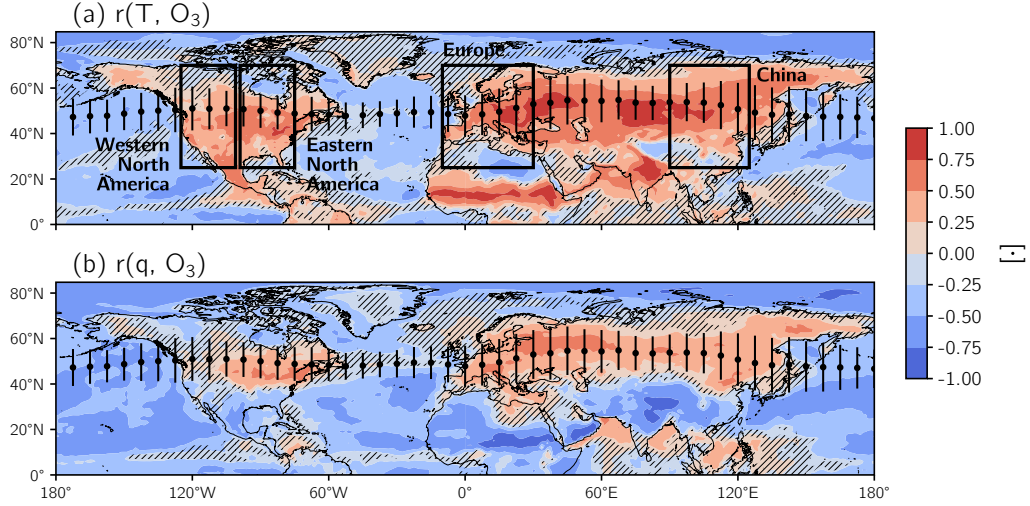 (a) r(T, O₃)
80°N
60°N
40°N
20°N
0°
Europe
China
Western
North
America
Eastern
North
America
(b) r(q, O₃)
80°N
60°N
40°N
20°N
0°
180°
120°W
60°W
0°
60°E
120°E
180°
1.00
0.75
0.50
0.25
0.00
-0.25
-0.50
-0.75
-1.00
[·]